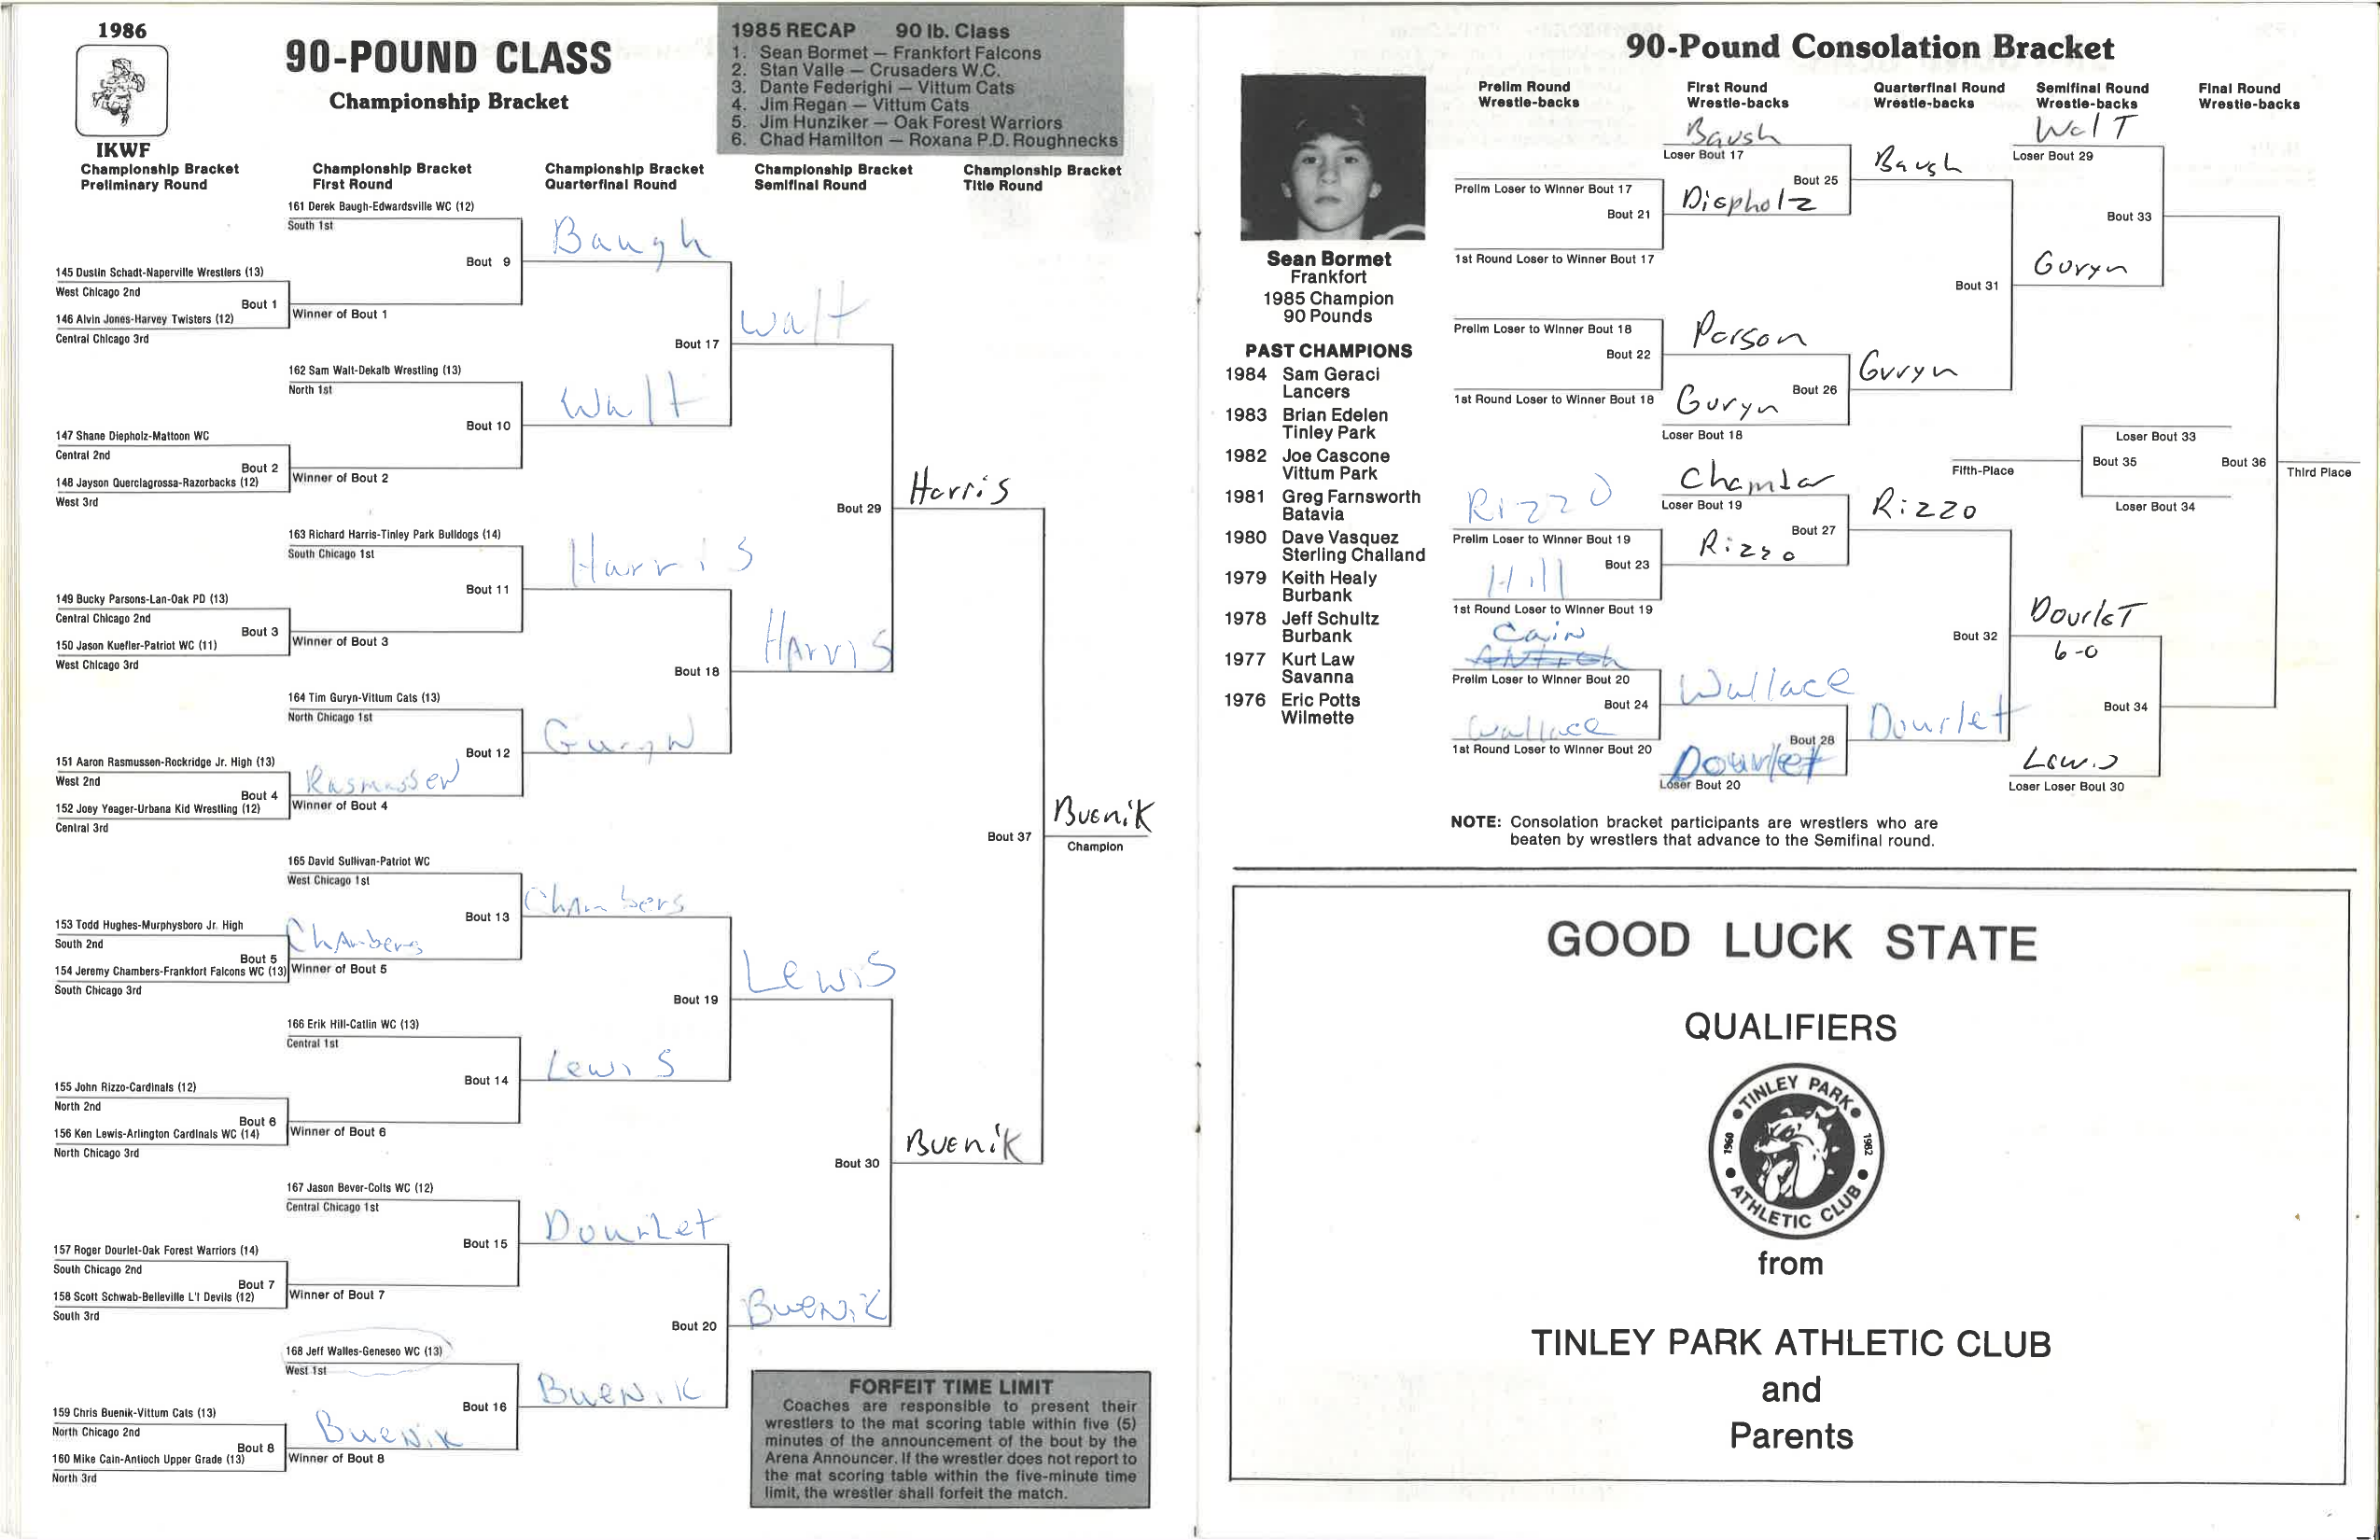 1986
IKWF
90-POUND CLASS
Championship Bracket
1985 RECAP 90 lb. Class
1. Sean Bormet — Frankfort Falcons
2. Stan Valle — Crusaders W.C.
3. Dante Federighi — Vittum Cats
4. Jim Regan — Vittum Cats
5. Jim Hunziker — Oak Forest Warriors
6. Chad Hamilton — Roxana P.D. Roughnecks
Championship Bracket
Preliminary Round
Championship Bracket
First Round
Championship Bracket
Quarterfinal Round
Championship Bracket
Semifinal Round
Championship Bracket
Title Round
145 Dustin Schadt-Naperville Wrestlers (13)
West Chicago 2nd
Bout 1
146 Alvin Jones-Harvey Twisters (12)
Central Chicago 3rd
147 Shane Diepholz-Mattoon WC
Central 2nd
Bout 2
148 Jayson Querciagrossa-Razorbacks (12)
West 3rd
149 Bucky Parsons-Lan-Oak PD (13)
Central Chicago 2nd
Bout 3
150 Jason Kuefler-Patriot WC (11)
West Chicago 3rd
151 Aaron Rasmussen-Rockridge Jr. High (13)
West 2nd
Bout 4
152 Joey Yeager-Urbana Kid Wrestling (12)
Central 3rd
153 Todd Hughes-Murphysboro Jr. High
South 2nd
Bout 5
154 Jeremy Chambers-Frankfort Falcons WC (13)
South Chicago 3rd
155 John Rizzo-Cardinals (12)
North 2nd
Bout 6
156 Ken Lewis-Arlington Cardinals WC (14)
North Chicago 3rd
157 Roger Dourlet-Oak Forest Warriors (14)
South Chicago 2nd
Bout 7
158 Scott Schwab-Belleville L'l Devils (12)
South 3rd
159 Chris Buenik-Vittum Cats (13)
North Chicago 2nd
Bout 8
160 Mike Cain-Antioch Upper Grade (13)
North 3rd
161 Derek Baugh-Edwardsville WC (12)
South 1st
Bout 9
Winner of Bout 1
162 Sam Walt-Dekalb Wrestling (13)
North 1st
Bout 10
Winner of Bout 2
163 Richard Harris-Tinley Park Bulldogs (14)
South Chicago 1st
Bout 11
Winner of Bout 3
164 Tim Guryn-Vittum Cats (13)
North Chicago 1st
Bout 12
Rasmussen
Winner of Bout 4
165 David Sullivan-Patriot WC
West Chicago 1st
Bout 13
Chambers
Winner of Bout 5
166 Erik Hill-Catlin WC (13)
Central 1st
Bout 14
Winner of Bout 6
167 Jason Bever-Colts WC (12)
Central Chicago 1st
Bout 15
Winner of Bout 7
168 Jeff Walles-Geneseo WC (13)
West 1st
Bout 16
Buenik
Winner of Bout 8
Baugh
Bout 17
Walt
Harris
Bout 18
Guryn
Chambers
Bout 19
Lewis
Dourlet
Bout 20
Buenik
Walt
Bout 29
Harris
Lewis
Bout 30
Buenik
Harris
Bout 37
Buenik
Buenik
Champion
FORFEIT TIME LIMIT
Coaches are responsible to present their
wrestlers to the mat scoring table within five (5)
minutes of the announcement of the bout by the
Arena Announcer. If the wrestler does not report to
the mat scoring table within the five-minute time
limit, the wrestler shall forfeit the match.
90-Pound Consolation Bracket
Sean Bormet
Frankfort
1985 Champion
90 Pounds
PAST CHAMPIONS
1984 Sam Geraci
Lancers
1983 Brian Edelen
Tinley Park
1982 Joe Cascone
Vittum Park
1981 Greg Farnsworth
Batavia
1980 Dave Vasquez
Sterling Challand
1979 Keith Healy
Burbank
1978 Jeff Schultz
Burbank
1977 Kurt Law
Savanna
1976 Eric Potts
Wilmette
Prelim Round
Wrestle-backs
First Round
Wrestle-backs
Quarterfinal Round
Wrestle-backs
Semifinal Round
Wrestle-backs
Final Round
Wrestle-backs
Prelim Loser to Winner Bout 17
Bout 21
1st Round Loser to Winner Bout 17
Prelim Loser to Winner Bout 18
Bout 22
1st Round Loser to Winner Bout 18
Rizzo
Prelim Loser to Winner Bout 19
Bout 23
Hill
1st Round Loser to Winner Bout 19
Cain
Antioch
Prelim Loser to Winner Bout 20
Bout 24
Wallace
1st Round Loser to Winner Bout 20
Baugh
Loser Bout 17
Bout 25
Diepholz
Parson
Bout 26
Guryn
Loser Bout 18
Chamber
Loser Bout 19
Bout 27
Rizzo
Wallace
Bout 28
Dourlet
Loser Bout 20
Baugh
Bout 31
Guryn
Rizzo
Bout 32
Dourlet
Walt
Loser Bout 29
Bout 33
Guryn
Dourlet
6-0
Bout 34
Lewis
Loser Loser Bout 30
Loser Bout 33
Fifth-Place
Bout 35
Bout 36
Third Place
Loser Bout 34
NOTE: Consolation bracket participants are wrestlers who are
beaten by wrestlers that advance to the Semifinal round.
GOOD LUCK STATE
QUALIFIERS
TINLEY PARK
1960
1982
ATHLETIC CLUB
from
TINLEY PARK ATHLETIC CLUB
and
Parents